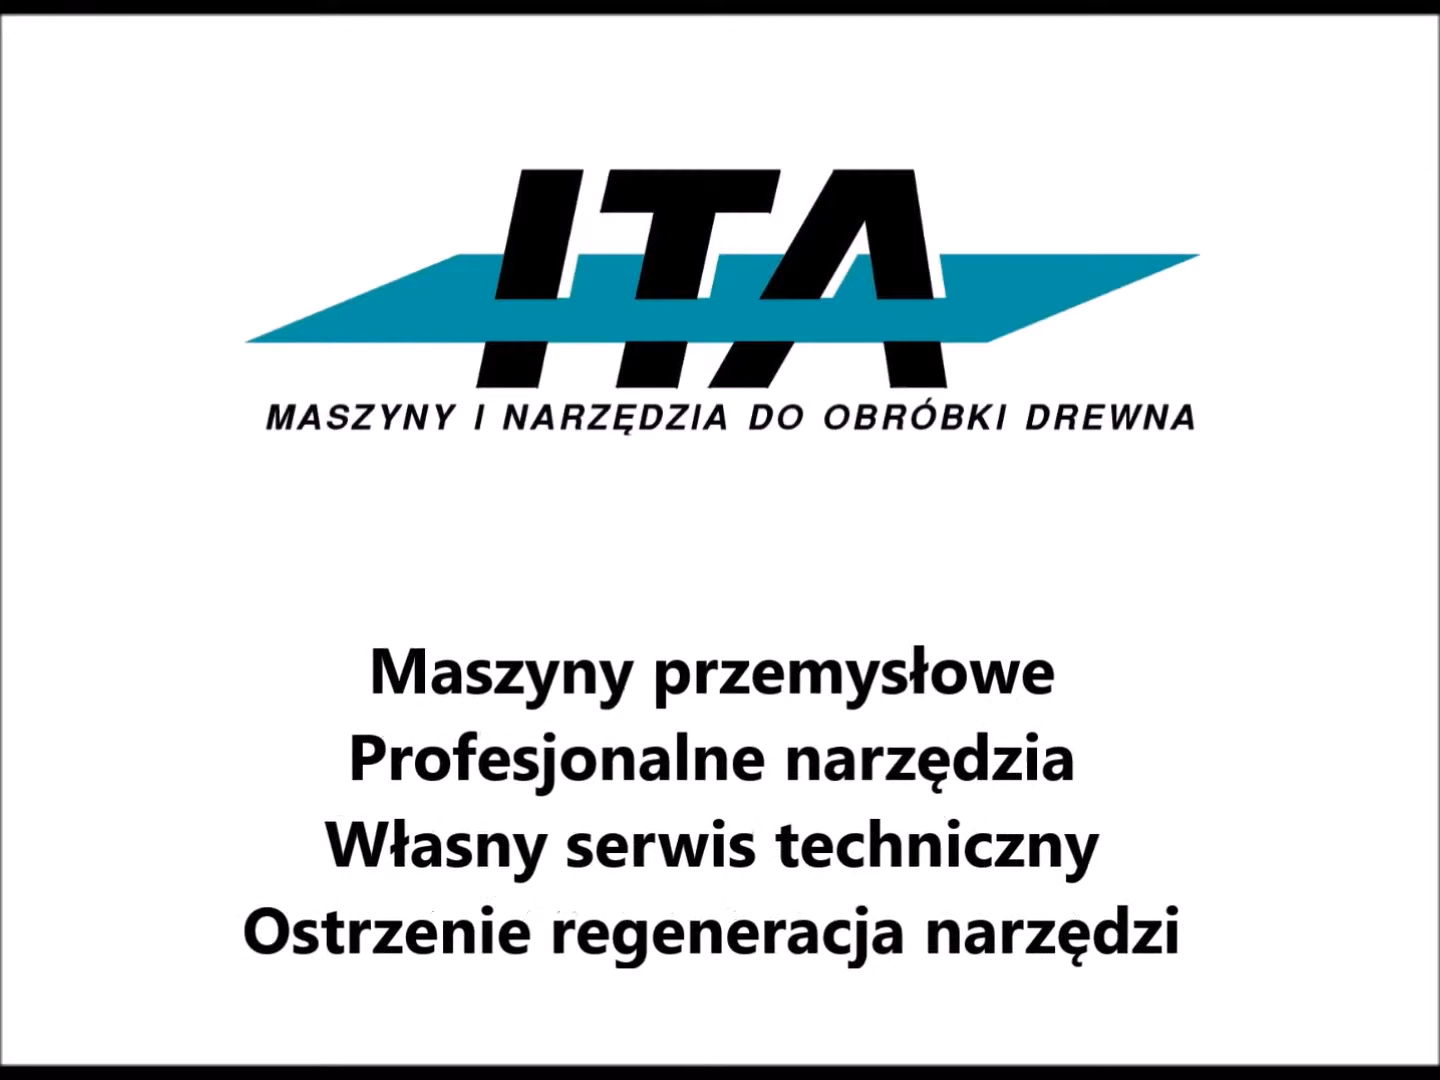 ITA
MASZYNY I NARZĘDZIA DO OBRÓBKI DREWNA
Maszyny przemysłowe
Profesjonalne narzędzia
Własny serwis techniczny
Ostrzenie regeneracja narzędzi